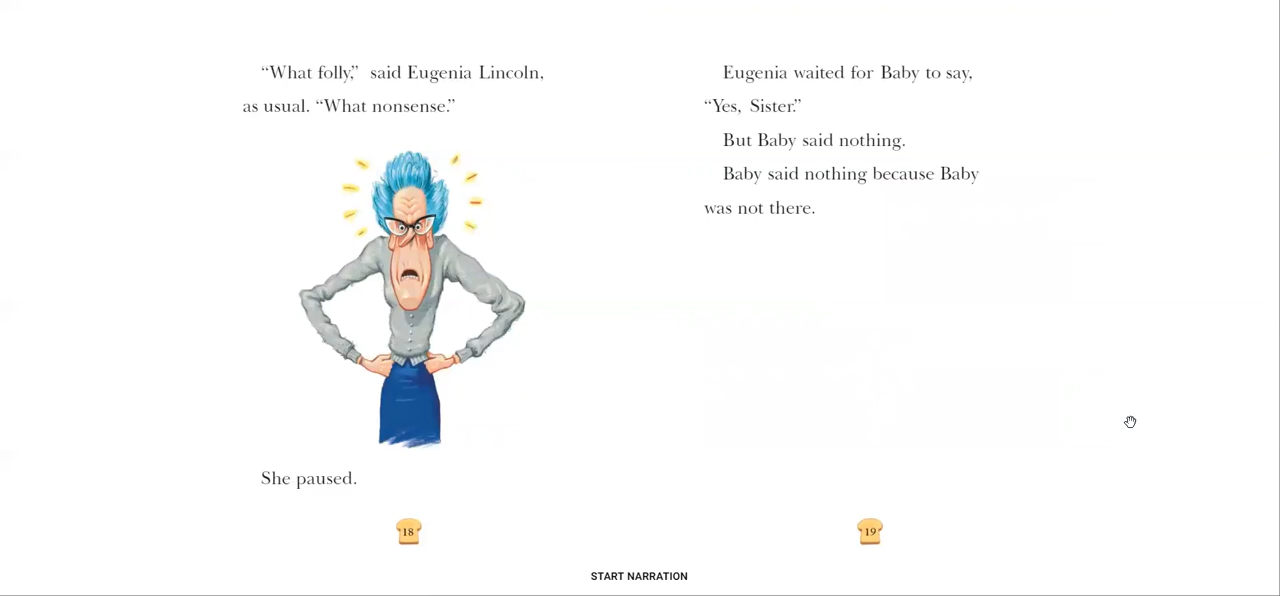 “What folly,” said Eugenia Lincoln,
as usual. “What nonsense.”
She paused.
18
Eugenia waited for Baby to say,
“Yes, Sister.”
But Baby said nothing.
Baby said nothing because Baby
was not there.
19
START NARRATION